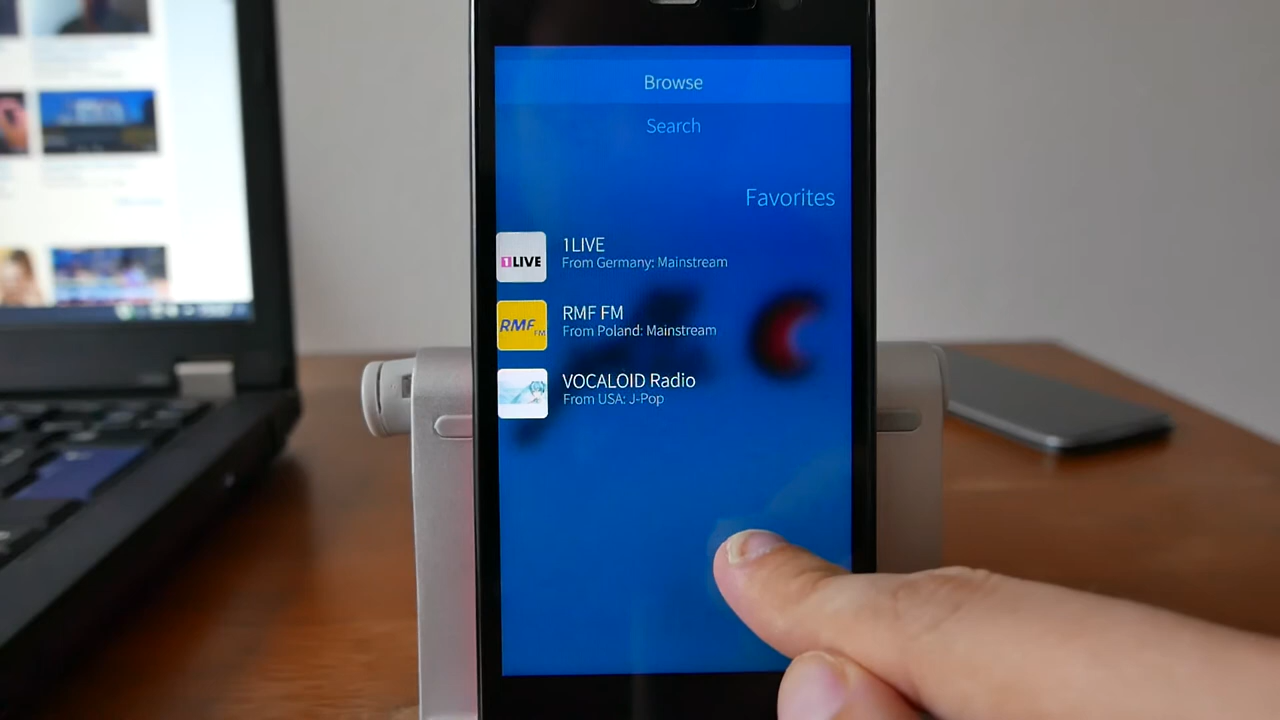 Browse
Search
Favorites
1LIVE
1LIVE
From Germany: Mainstream
RMF FM
RMF FM
From Poland: Mainstream
VOCALOID Radio
From USA: J-Pop